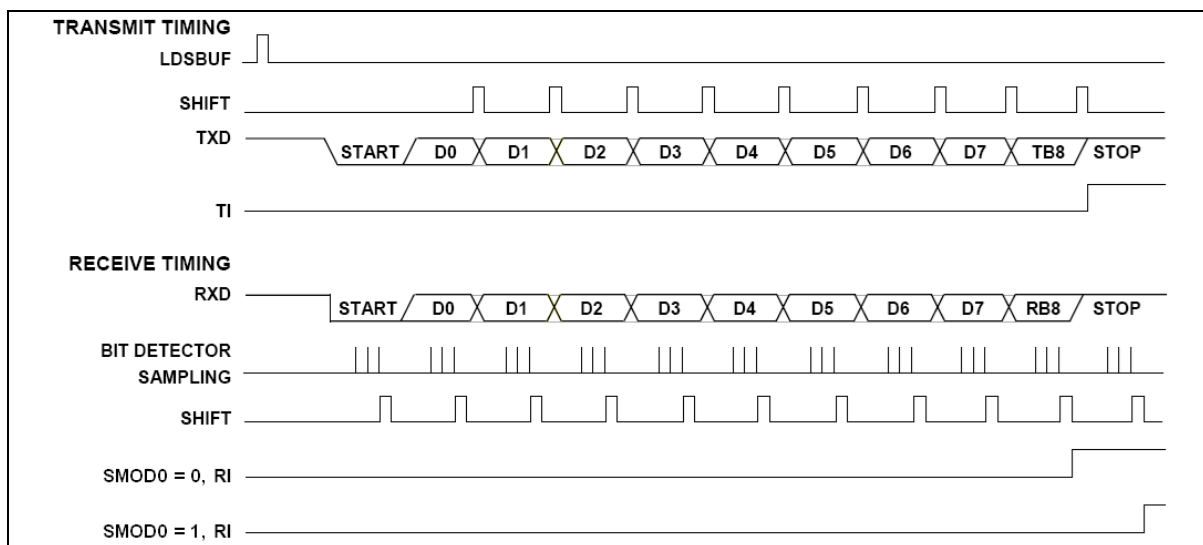 TRANSMIT TIMING
LDSBUF
SHIFT
TXD START D0 D1 D2 D3 D4 D5 D6 D7 TB8 STOP
TI
RECEIVE TIMING
RXD START D0 D1 D2 D3 D4 D5 D6 D7 RB8 STOP
BIT DETECTOR
SAMPLING
SHIFT
SMOD0 = 0, RI
SMOD0 = 1, RI